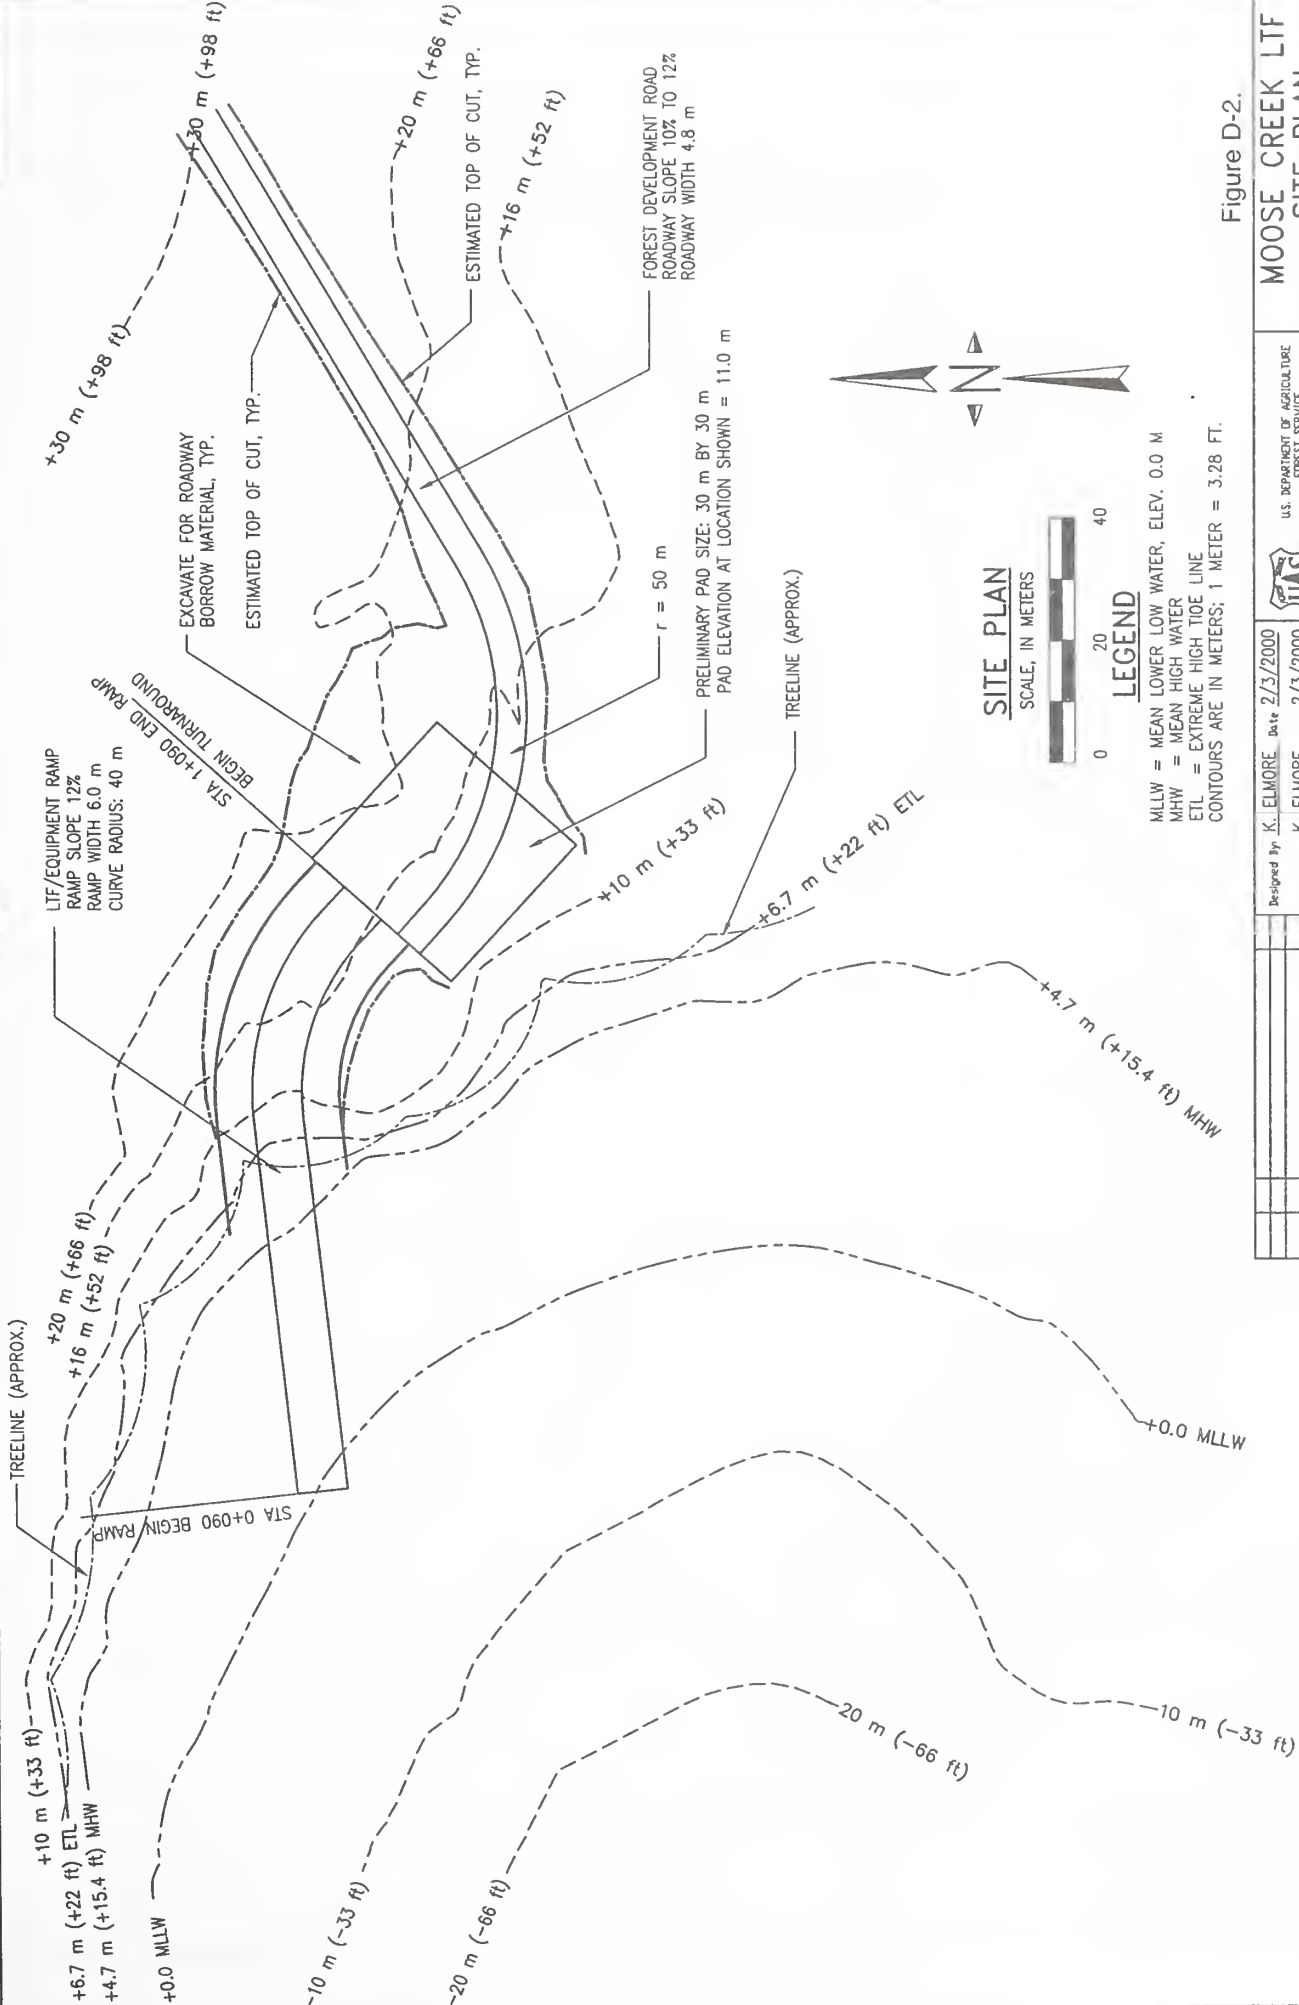 +30 m (+98 ft)
+30 m (+98 ft)
+20 m (+66 ft)
+16 m (+52 ft)
ESTIMATED TOP OF CUT, TYP.
FOREST DEVELOPMENT ROAD
ROADWAY SLOPE 10% TO 12%
ROADWAY WIDTH 4.8 m
EXCAVATE FOR ROADWAY
BORROW MATERIAL, TYP.
ESTIMATED TOP OF CUT, TYP.
r = 50 m
PRELIMINARY PAD SIZE: 30 m BY 30 m
PAD ELEVATION AT LOCATION SHOWN = 11.0 m
TREELINE (APPROX.)
STA 1+090 END RAMP
BEGIN TURNAROUND
LTF/EQUIPMENT RAMP
RAMP SLOPE 12%
RAMP WIDTH 6.0 m
CURVE RADIUS: 40 m
+10 m (+33 ft)
+6.7 m (+22 ft) ETL
+4.7 m (+15.4 ft) MHW
+0.0 MLLW
-10 m (-33 ft)
-20 m (-66 ft)
TREELINE (APPROX.)
+20 m (+66 ft)
+16 m (+52 ft)
STA 0+090 BEGIN RAMP
+10 m (+33 ft)
+6.7 m (+22 ft) ETL
+4.7 m (+15.4 ft) MHW
+0.0 MLLW
-10 m (-33 ft)
-20 m (-66 ft)
N
SITE PLAN
SCALE, IN METERS
0 20 40
LEGEND
MLLW = MEAN LOWER LOW WATER, ELEV. 0.0 M
MHW = MEAN HIGH WATER
ETL = EXTREME HIGH TIDE LINE
CONTOURS ARE IN METERS; 1 METER = 3.28 FT.
Figure D-2.
MOOSE CREEK LTF
SITE PLAN
U.S. DEPARTMENT OF AGRICULTURE
FOREST SERVICE
Designed By: K. ELMORE Date 2/3/2000
K. ELMORE 2/3/2000